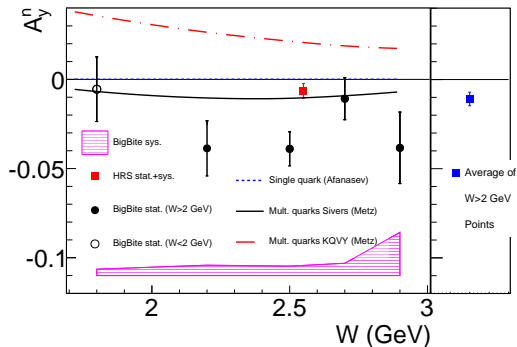 A_y^n
0
-0.05
-0.1
BigBite sys.
HRS stat.+sys.
BigBite stat. (W>2 GeV)
BigBite stat. (W<2 GeV)
Single quark (Afanasev)
Mult. quarks Sivers (Metz)
Mult. quarks KQVY (Metz)
Average of
W>2 GeV
Points
2
2.5
3
W (GeV)